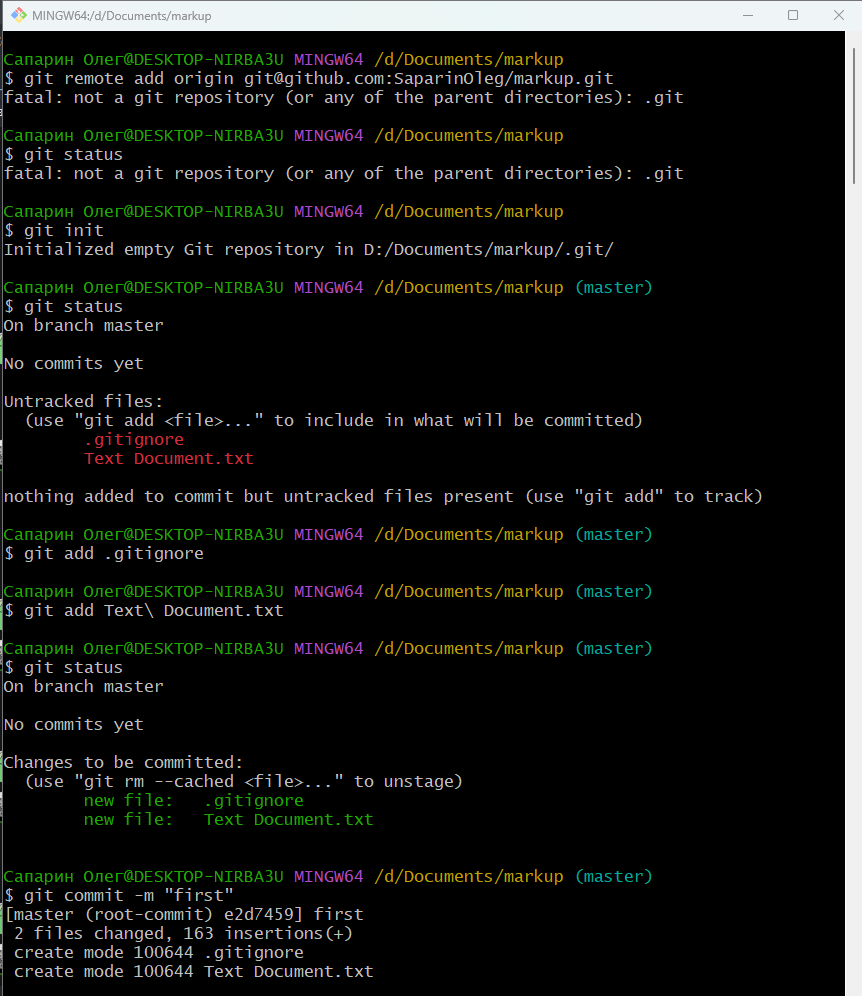 MINGW64:/d/Documents/markup
Сапарин Олег@DESKTOP-NIRBA3U MINGW64 /d/Documents/markup
$ git remote add origin git@github.com:SaparinOleg/markup.git
fatal: not a git repository (or any of the parent directories): .git
Сапарин Олег@DESKTOP-NIRBA3U MINGW64 /d/Documents/markup
$ git status
fatal: not a git repository (or any of the parent directories): .git
Сапарин Олег@DESKTOP-NIRBA3U MINGW64 /d/Documents/markup
$ git init
Initialized empty Git repository in D:/Documents/markup/.git/
Сапарин Олег@DESKTOP-NIRBA3U MINGW64 /d/Documents/markup (master)
$ git status
On branch master
No commits yet
Untracked files:
  (use "git add <file>..." to include in what will be committed)
        .gitignore
        Text Document.txt
nothing added to commit but untracked files present (use "git add" to track)
Сапарин Олег@DESKTOP-NIRBA3U MINGW64 /d/Documents/markup (master)
$ git add .gitignore
Сапарин Олег@DESKTOP-NIRBA3U MINGW64 /d/Documents/markup (master)
$ git add Text\ Document.txt
Сапарин Олег@DESKTOP-NIRBA3U MINGW64 /d/Documents/markup (master)
$ git status
On branch master
No commits yet
Changes to be committed:
  (use "git rm --cached <file>..." to unstage)
        new file:   .gitignore
        new file:   Text Document.txt
Сапарин Олег@DESKTOP-NIRBA3U MINGW64 /d/Documents/markup (master)
$ git commit -m "first"
[master (root-commit) e2d7459] first
 2 files changed, 163 insertions(+)
 create mode 100644 .gitignore
 create mode 100644 Text Document.txt